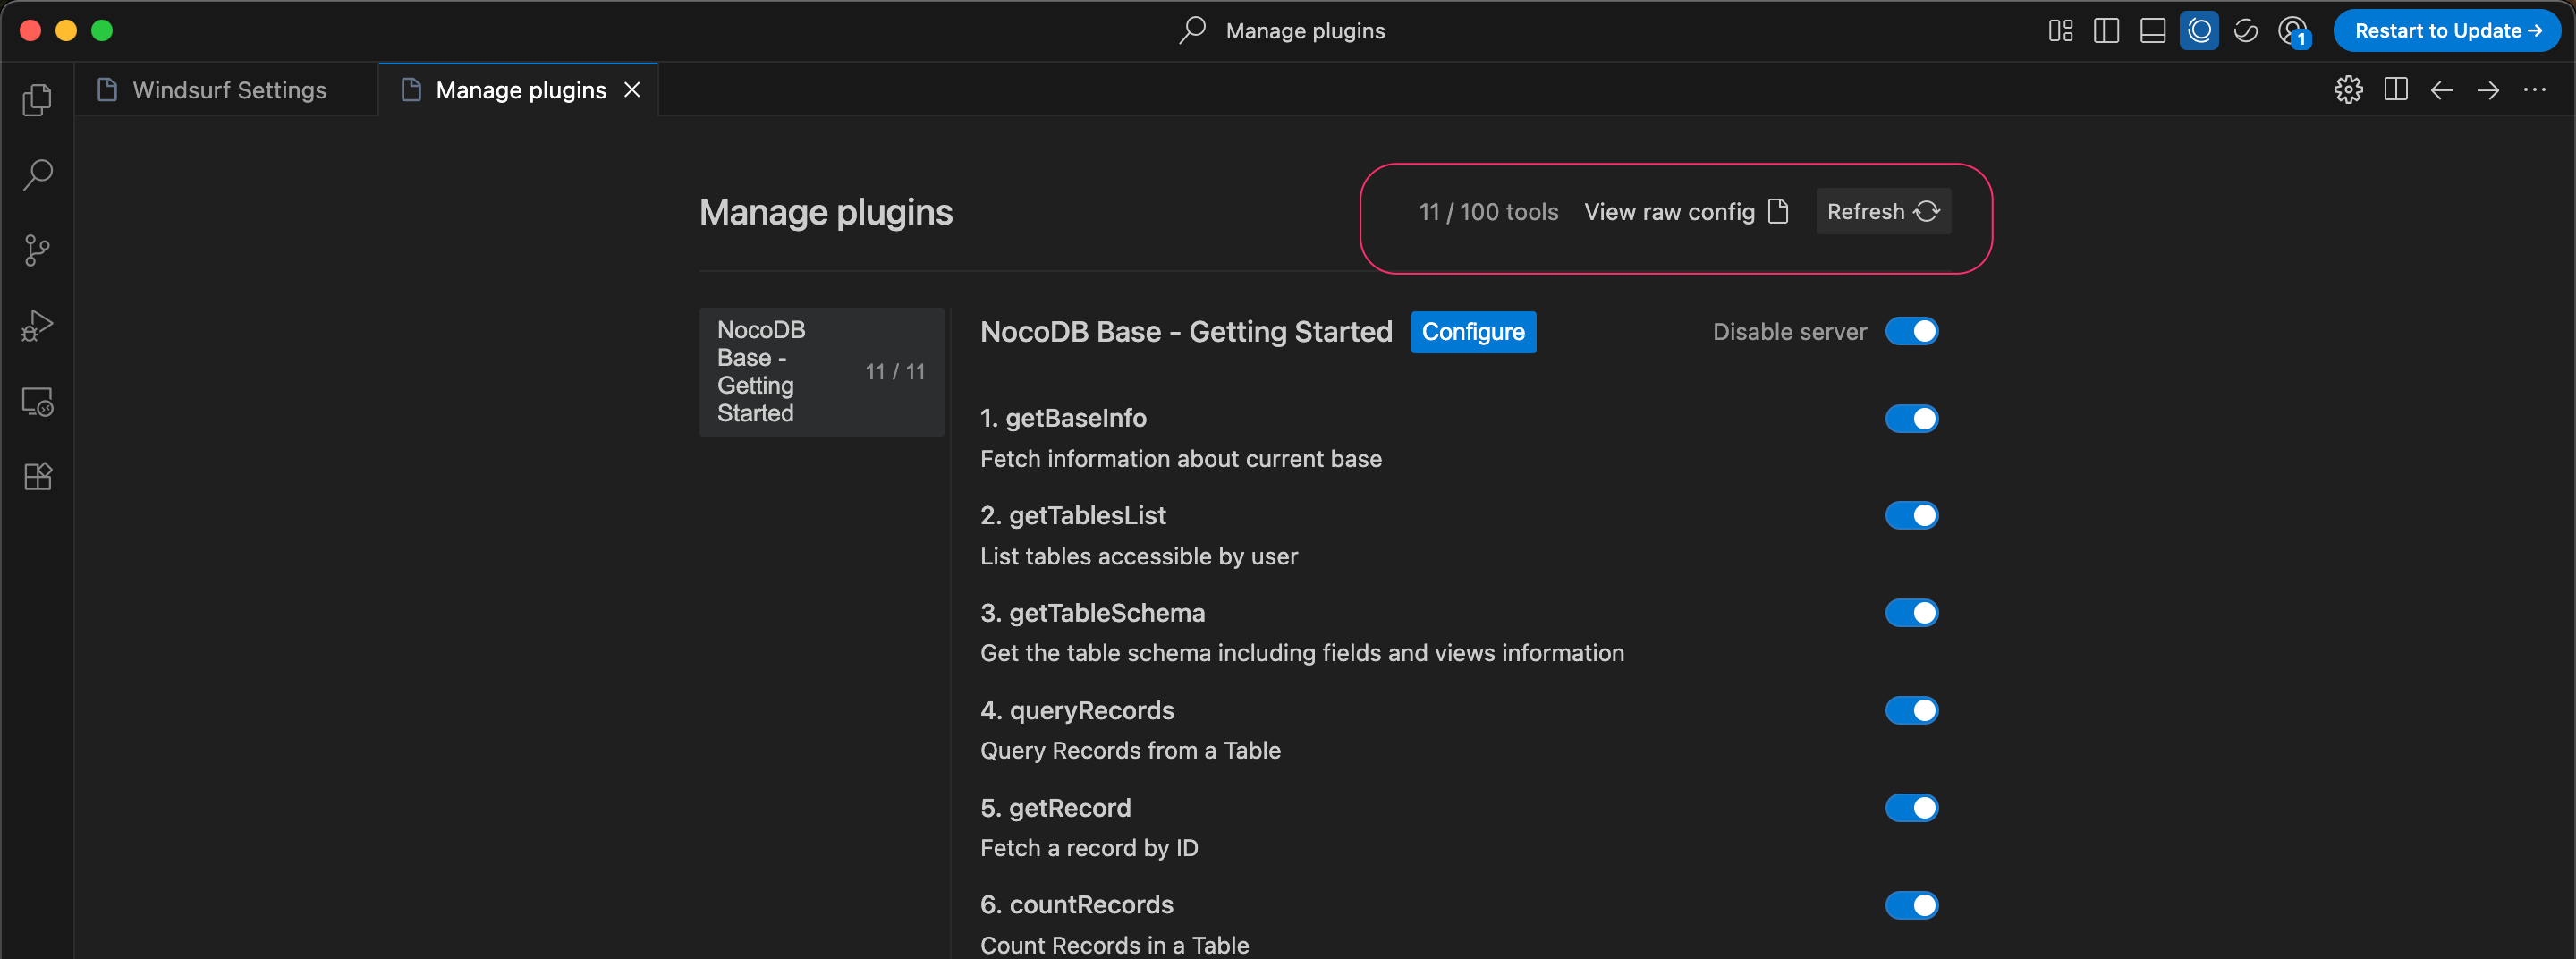 Manage plugins
1
Restart to Update →
Windsurf Settings
Manage plugins
Manage plugins
11 / 100 tools
View raw config
Refresh
NocoDB
Base -
Getting
Started
11 / 11
NocoDB Base - Getting Started
Configure
Disable server
1. getBaseInfo
Fetch information about current base
2. getTablesList
List tables accessible by user
3. getTableSchema
Get the table schema including fields and views information
4. queryRecords
Query Records from a Table
5. getRecord
Fetch a record by ID
6. countRecords
Count Records in a Table